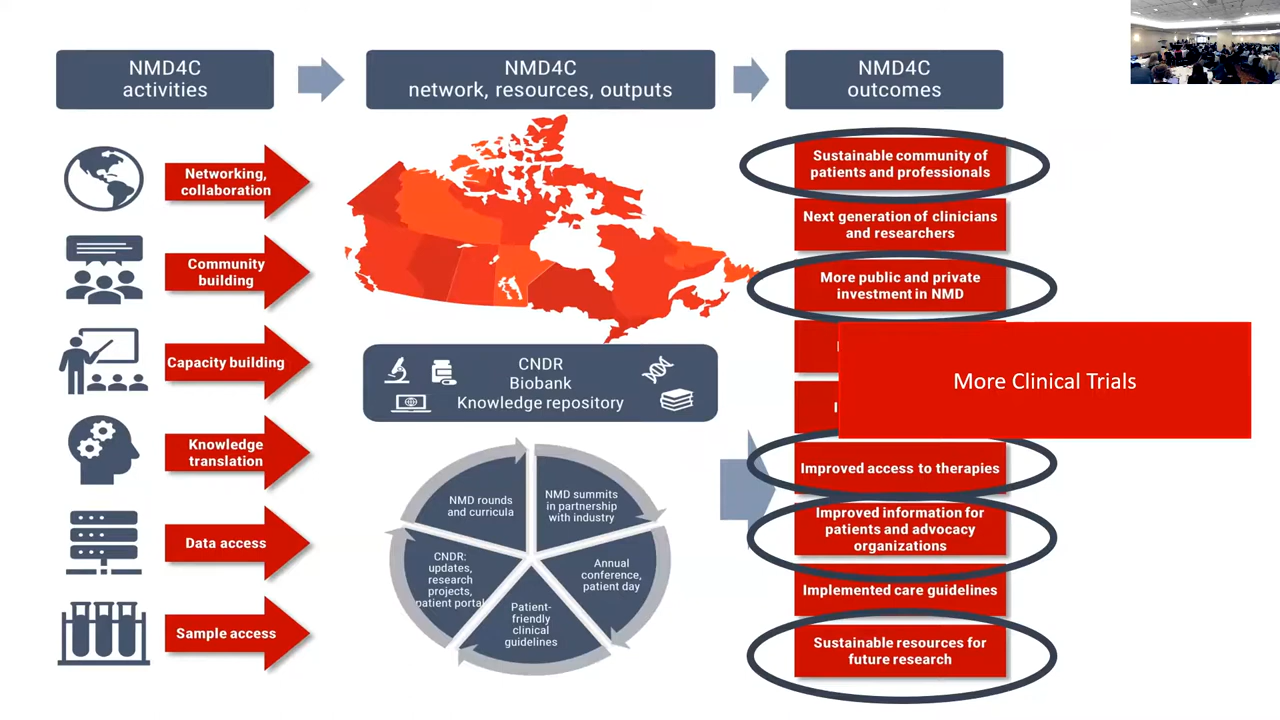 NMD4C
activities
NMD4C
network, resources, outputs
NMD4C
outcomes
Networking,
collaboration
Community
building
Capacity building
Knowledge
translation
Data access
Sample access
CNDR
Biobank
Knowledge repository
NMD rounds
and curricula
NMD summits
in partnership
with industry
Annual
conference,
patient day
Patient-
friendly
clinical
guidelines
CNDR:
updates,
research
projects,
patient portal
Sustainable community of
patients and professionals
Next generation of clinicians
and researchers
More public and private
investment in NMD
More Clinical Trials
Improved access to therapies
Improved information for
patients and advocacy
organizations
Implemented care guidelines
Sustainable resources for
future research